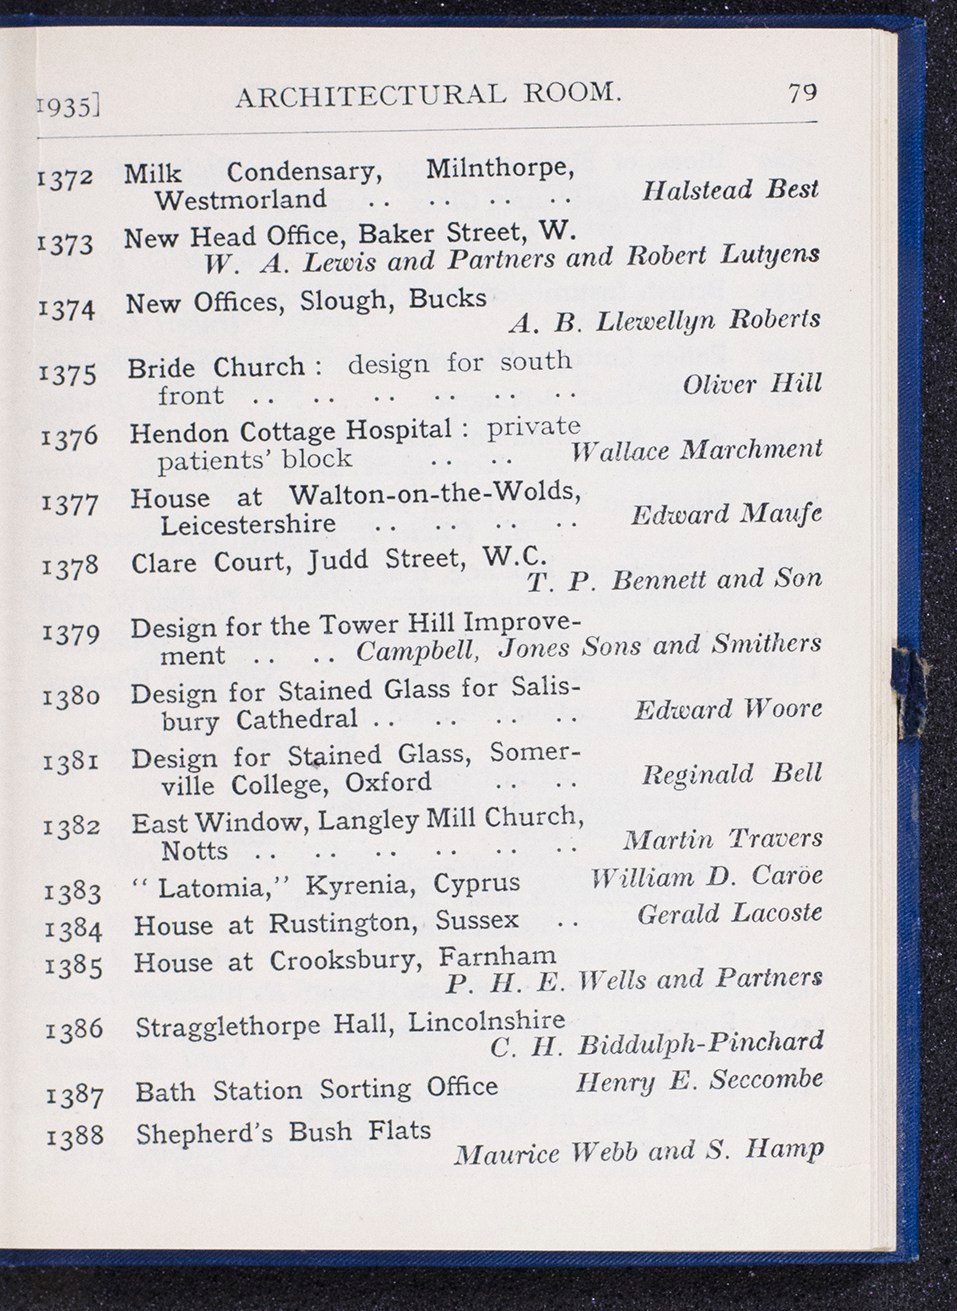 1935] ARCHITECTURAL ROOM. 79
1372 Milk Condensary, Milnthorpe,
Westmorland .. .. .. .. Halstead Best
1373 New Head Office, Baker Street, W.
W. A. Lewis and Partners and Robert Lutyens
1374 New Offices, Slough, Bucks
A. B. Llewellyn Roberts
1375 Bride Church : design for south
front .. .. .. .. .. .. Oliver Hill
1376 Hendon Cottage Hospital : private
patients' block .. .. Wallace Marchment
1377 House at Walton-on-the-Wolds,
Leicestershire .. .. .. .. Edward Maufe
1378 Clare Court, Judd Street, W.C.
T. P. Bennett and Son
1379 Design for the Tower Hill Improve-
ment .. .. Campbell, Jones Sons and Smithers
1380 Design for Stained Glass for Salis-
bury Cathedral .. .. .. .. Edward Woore
1381 Design for Stained Glass, Somer-
ville College, Oxford .. .. Reginald Bell
1382 East Window, Langley Mill Church,
Notts .. .. .. .. .. .. Martin Travers
1383 “ Latomia,” Kyrenia, Cyprus William D. Caröe
1384 House at Rustington, Sussex .. Gerald Lacoste
1385 House at Crooksbury, Farnham
P. H. E. Wells and Partners
1386 Stragglethorpe Hall, Lincolnshire
C. H. Biddulph-Pinchard
1387 Bath Station Sorting Office Henry E. Seccombe
1388 Shepherd's Bush Flats
Maurice Webb and S. Hamp